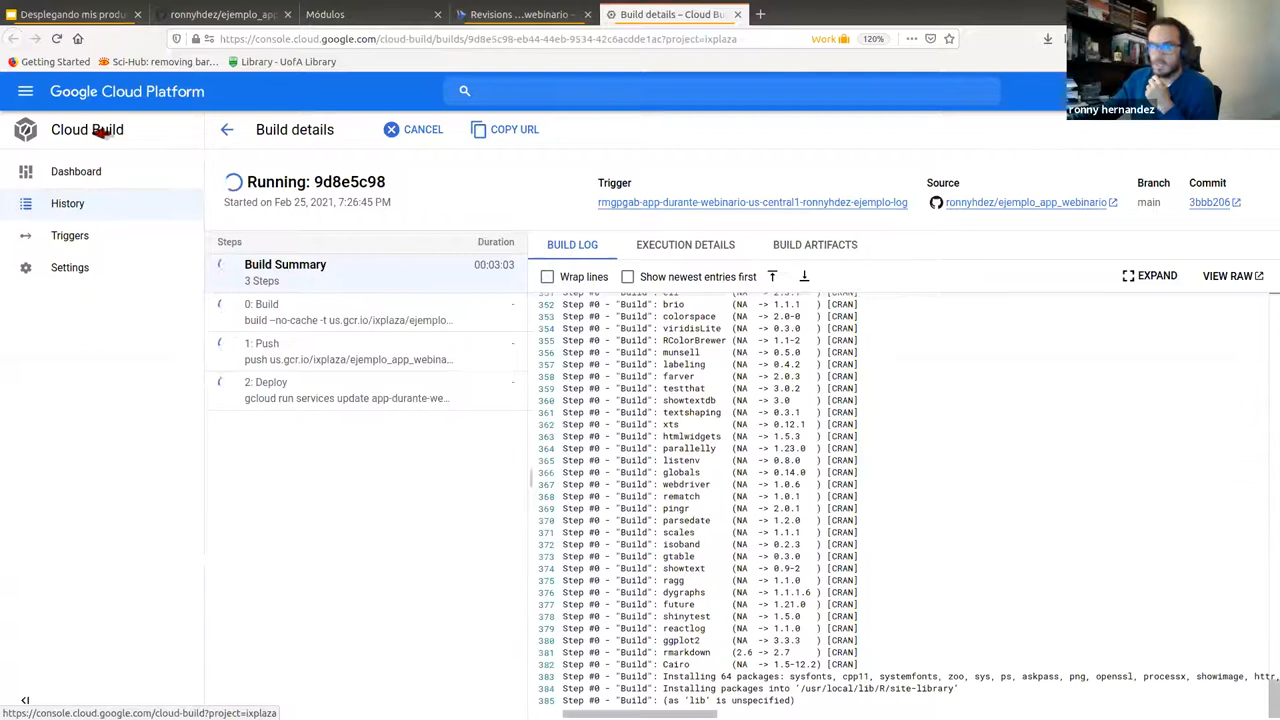 Desplegando mis produ
ronnyhdez/ejemplo_ap
Módulos
Revisions …webinario -
Build details – Cloud Bu
https://console.cloud.google.com/cloud-build/builds/9d8e5c98-eb44-44eb-9534-42c6acdde1ac?project=ixplaza
Work
120%
Getting Started
Sci-Hub: removing bar…
Library - UofA Libraries
Google Cloud Platform
ronny hernandez
Cloud Build
Build details
CANCEL
COPY URL
Dashboard
History
Triggers
Settings
Running: 9d8e5c98
Started on Feb 25, 2021, 7:26:45 PM
Trigger
rmgpgab-app-durante-webinario-us-central1-ronnyhdez-ejemplo-log
Source
ronnyhdez/ejemplo_app_webinario
Branch
main
Commit
3bbb206
Steps
Duration
Build Summary
00:03:03
3 Steps
0: Build
-
build --no-cache -t us.gcr.io/ixplaza/ejemplo…
1: Push
-
push us.gcr.io/ixplaza/ejemplo_app_webina…
2: Deploy
-
gcloud run services update app-durante-we…
BUILD LOG
EXECUTION DETAILS
BUILD ARTIFACTS
Wrap lines
Show newest entries first
EXPAND
VIEW RAW
352 Step #0 - "Build": brio (NA -> 1.1.1 ) [CRAN]
353 Step #0 - "Build": colorspace (NA -> 2.0-0 ) [CRAN]
354 Step #0 - "Build": viridisLite (NA -> 0.3.0 ) [CRAN]
355 Step #0 - "Build": RColorBrewer (NA -> 1.1-2 ) [CRAN]
356 Step #0 - "Build": munsell (NA -> 0.5.0 ) [CRAN]
357 Step #0 - "Build": labeling (NA -> 0.4.2 ) [CRAN]
358 Step #0 - "Build": farver (NA -> 2.0.3 ) [CRAN]
359 Step #0 - "Build": testthat (NA -> 3.0.2 ) [CRAN]
360 Step #0 - "Build": showtextdb (NA -> 3.0 ) [CRAN]
361 Step #0 - "Build": textshaping (NA -> 0.3.1 ) [CRAN]
362 Step #0 - "Build": xts (NA -> 0.12.1 ) [CRAN]
363 Step #0 - "Build": htmlwidgets (NA -> 1.5.3 ) [CRAN]
364 Step #0 - "Build": parallelly (NA -> 1.23.0 ) [CRAN]
365 Step #0 - "Build": listenv (NA -> 0.8.0 ) [CRAN]
366 Step #0 - "Build": globals (NA -> 0.14.0 ) [CRAN]
367 Step #0 - "Build": webdriver (NA -> 1.0.6 ) [CRAN]
368 Step #0 - "Build": rematch (NA -> 1.0.1 ) [CRAN]
369 Step #0 - "Build": pingr (NA -> 2.0.1 ) [CRAN]
370 Step #0 - "Build": parsedate (NA -> 1.2.0 ) [CRAN]
371 Step #0 - "Build": scales (NA -> 1.1.1 ) [CRAN]
372 Step #0 - "Build": isoband (NA -> 0.2.3 ) [CRAN]
373 Step #0 - "Build": gtable (NA -> 0.3.0 ) [CRAN]
374 Step #0 - "Build": showtext (NA -> 0.9-2 ) [CRAN]
375 Step #0 - "Build": ragg (NA -> 1.1.0 ) [CRAN]
376 Step #0 - "Build": dygraphs (NA -> 1.1.1.6 ) [CRAN]
377 Step #0 - "Build": future (NA -> 1.21.0 ) [CRAN]
378 Step #0 - "Build": shinytest (NA -> 1.5.0 ) [CRAN]
379 Step #0 - "Build": reactlog (NA -> 1.1.0 ) [CRAN]
380 Step #0 - "Build": ggplot2 (NA -> 3.3.3 ) [CRAN]
381 Step #0 - "Build": rmarkdown (2.6 -> 2.7 ) [CRAN]
382 Step #0 - "Build": Cairo (NA -> 1.5-12.2) [CRAN]
383 Step #0 - "Build": Installing 64 packages: sysfonts, cpp11, systemfonts, zoo, sys, ps, askpass, png, openssl, processx, showimage, httr,
384 Step #0 - "Build": Installing packages into '/usr/local/lib/R/site-library'
385 Step #0 - "Build": (as 'lib' is unspecified)
https://console.cloud.google.com/cloud-build?project=ixplaza